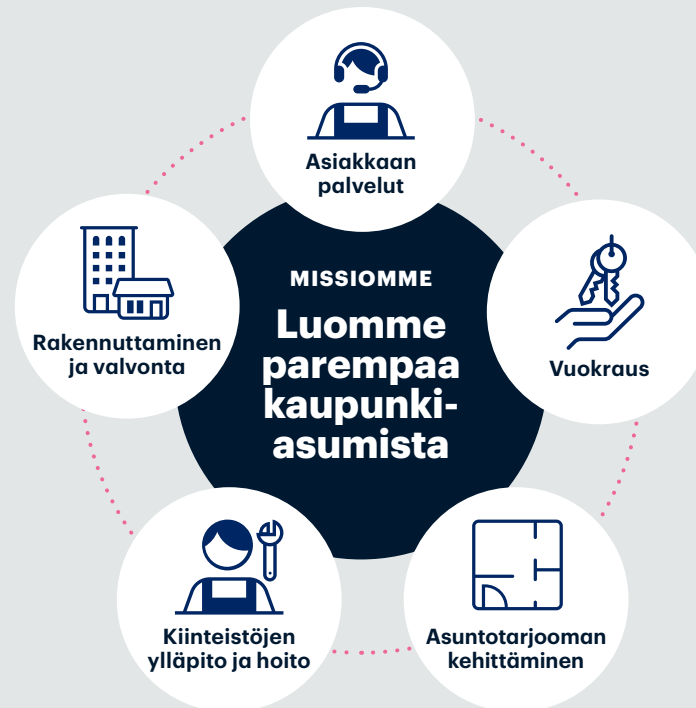 Asiakkaan
palvelut
MISSIOMME
Luomme
parempaa
kaupunki-
asumista
Rakennuttaminen
ja valvonta
Vuokraus
Kiinteistöjen
ylläpito ja hoito
Asuntotarjooman
kehittäminen